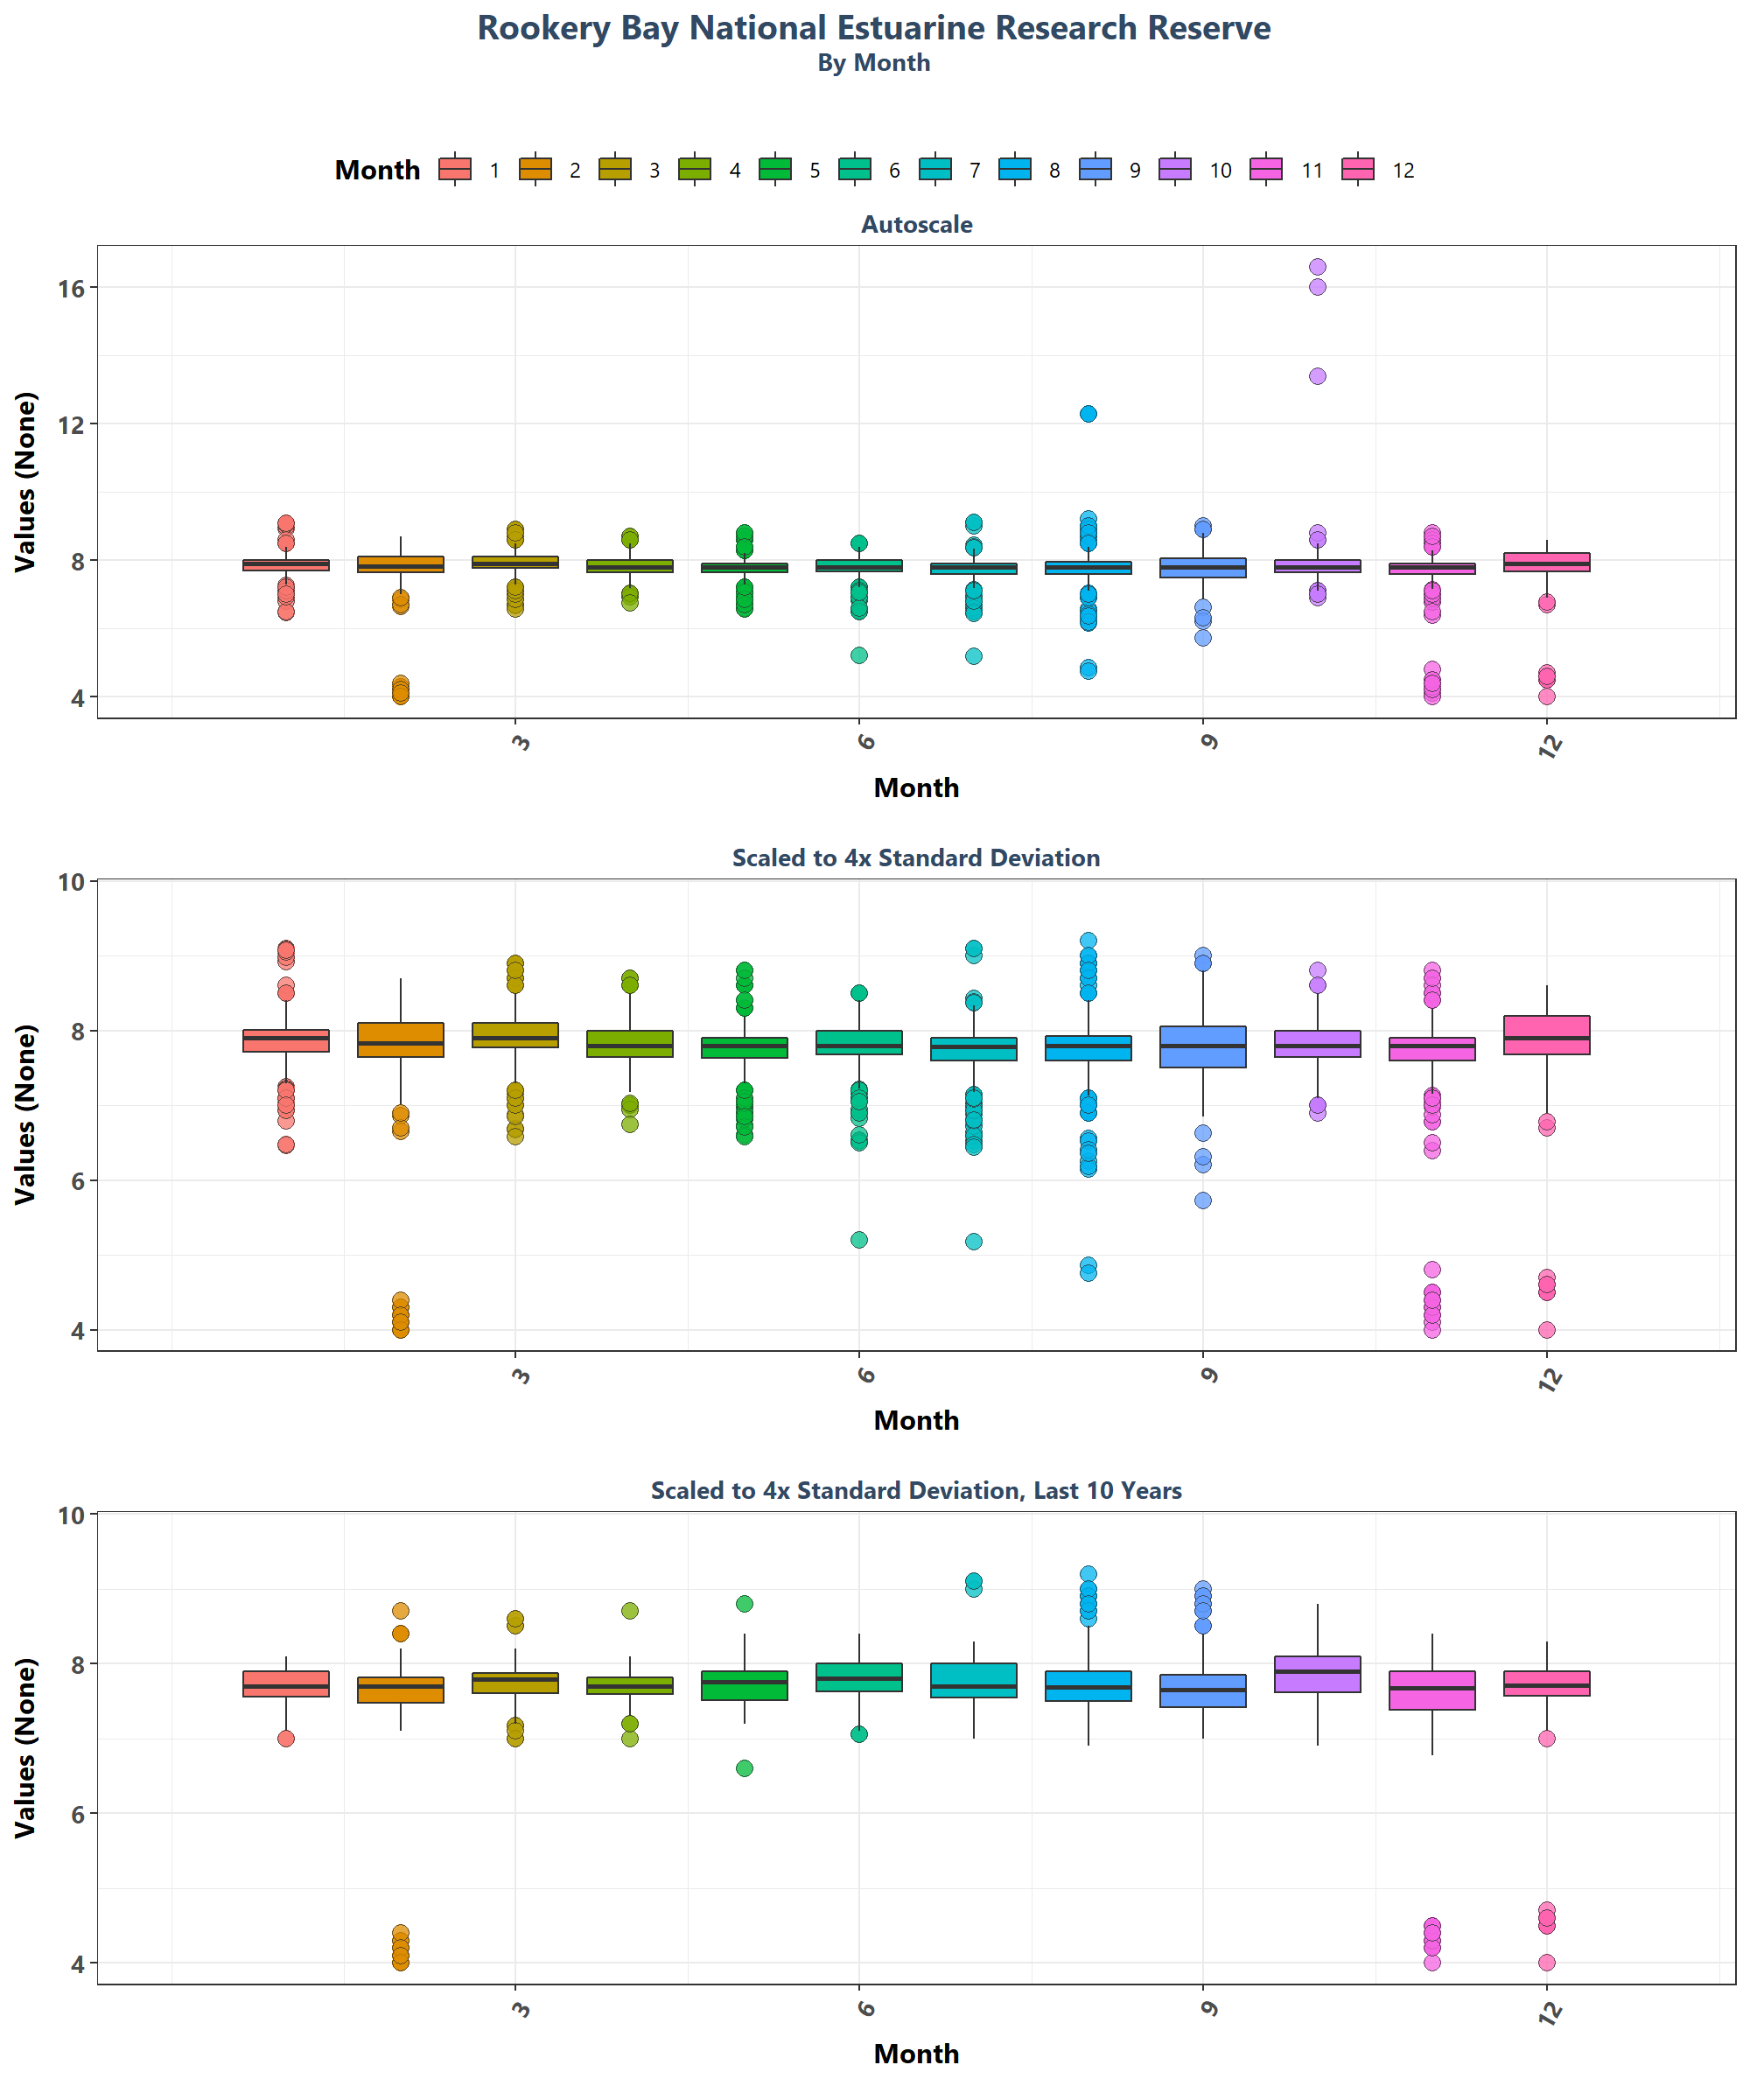 Rookery Bay National Estuarine Research Reserve
By Month
Month 1 2 3 4 5 6 7 8 9 10 11 12
Autoscale
Values (None)
16
12
8
4
3 6 9 12
Month
Scaled to 4x Standard Deviation
Values (None)
10
8
6
4
3 6 9 12
Month
Scaled to 4x Standard Deviation, Last 10 Years
Values (None)
10
8
6
4
3 6 9 12
Month